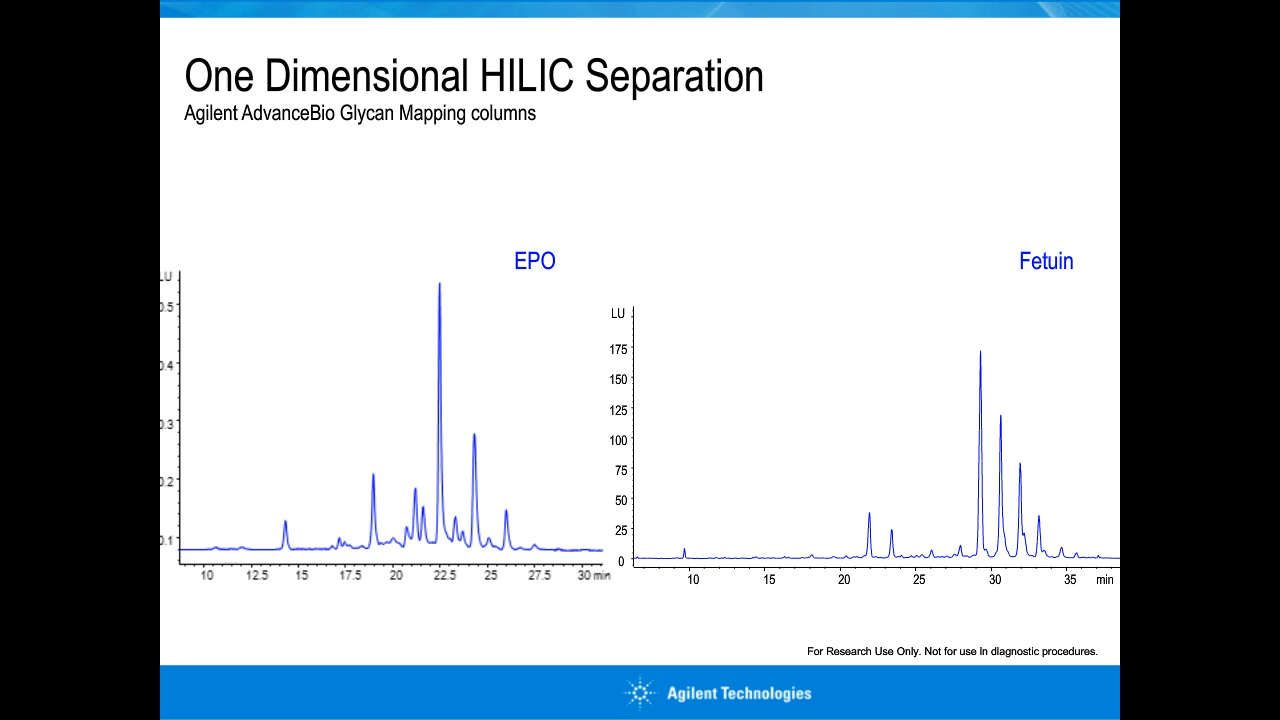 One Dimensional HILIC Separation
Agilent AdvanceBio Glycan Mapping columns
EPO
Fetuin
LU
0.5
0.4
0.3
0.2
0.1
10 12.5 15 17.5 20 22.5 25 27.5 30 min
LU
175
150
125
100
75
50
25
0
10 15 20 25 30 35 min
For Research Use Only. Not for use in diagnostic procedures.
Agilent Technologies